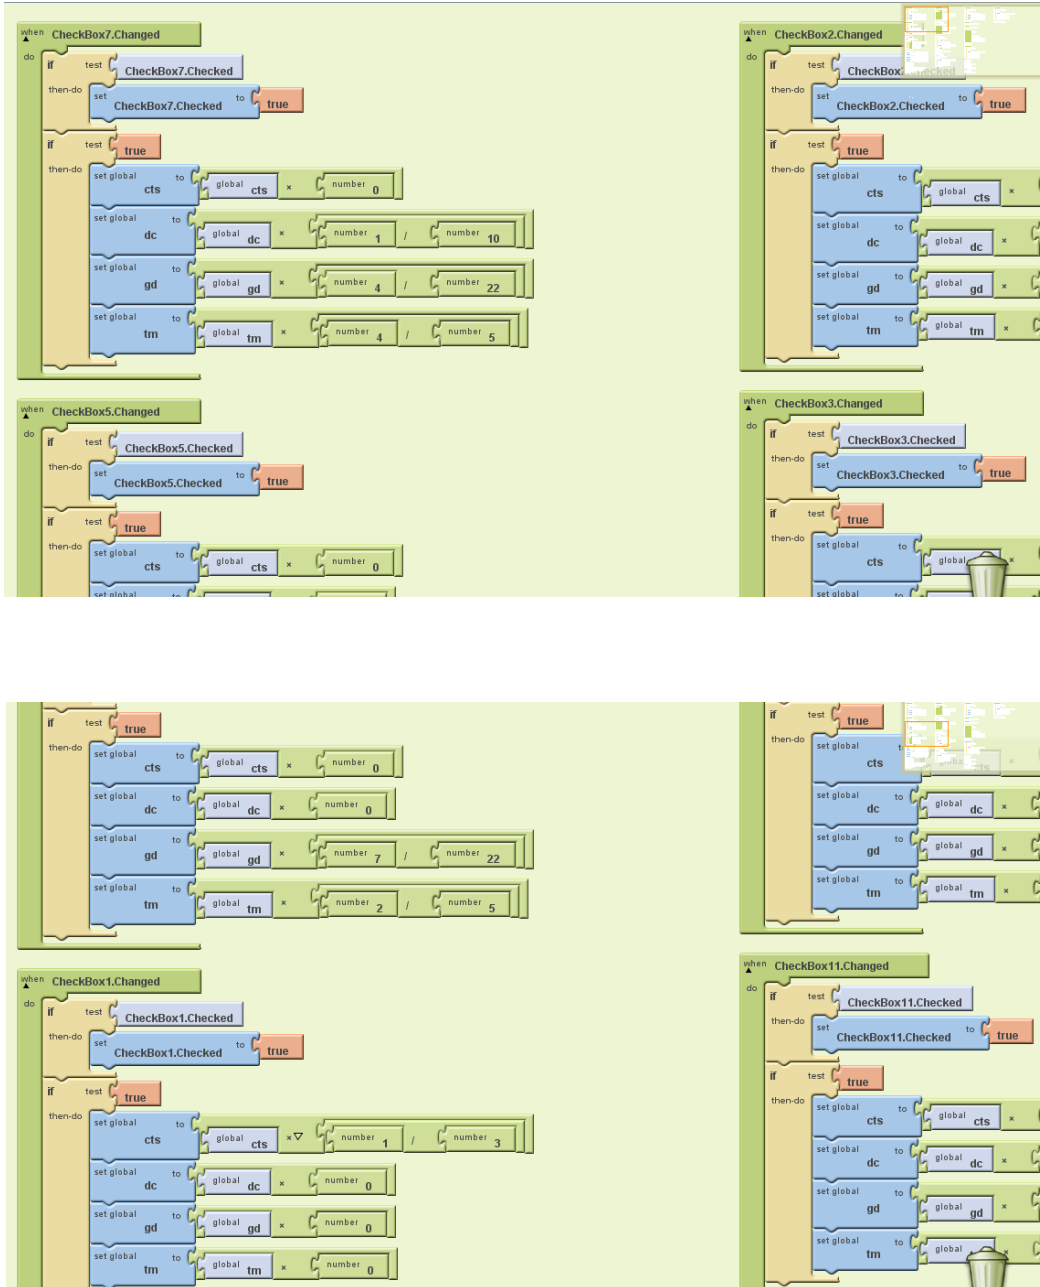 when CheckBox7.Changed
do if test CheckBox7.Checked
then-do set CheckBox7.Checked to true
if test true
then-do set global cts to global cts × number 0
set global dc to global dc × number 1 / number 10
set global gd to global gd × number 4 / number 22
set global tm to global tm × number 4 / number 5
when CheckBox5.Changed
do if test CheckBox5.Checked
then-do set CheckBox5.Checked to true
if test true
then-do set global cts to global cts × number 0
set global to
when CheckBox2.Changed
do if test
then-do set CheckBox2.Checked to true
if test true
then-do set global cts to global cts ×
set global dc to global dc ×
set global gd to global gd ×
set global tm to global tm ×
when CheckBox3.Changed
do if test CheckBox3.Checked
then-do set CheckBox3.Checked to true
if test true
then-do set global cts to global ×
set global to
if test true
then-do set global cts to global cts × number 0
set global dc to global dc × number 0
set global gd to global gd × number 7 / number 22
set global tm to global tm × number 2 / number 5
when CheckBox1.Changed
do if test CheckBox1.Checked
then-do set CheckBox1.Checked to true
if test true
then-do set global cts to global cts × number 1 / number 3
set global dc to global dc × number 0
set global gd to global gd × number 0
set global tm to global tm × number 0
if test true
then-do set global cts global cts
set global dc to global dc ×
set global gd to global gd ×
set global tm to global tm ×
when CheckBox11.Changed
do if test CheckBox11.Checked
then-do set CheckBox11.Checked to true
if test true
then-do set global cts to global cts ×
set global dc to global dc ×
set global gd to global gd ×
set global tm to global ×